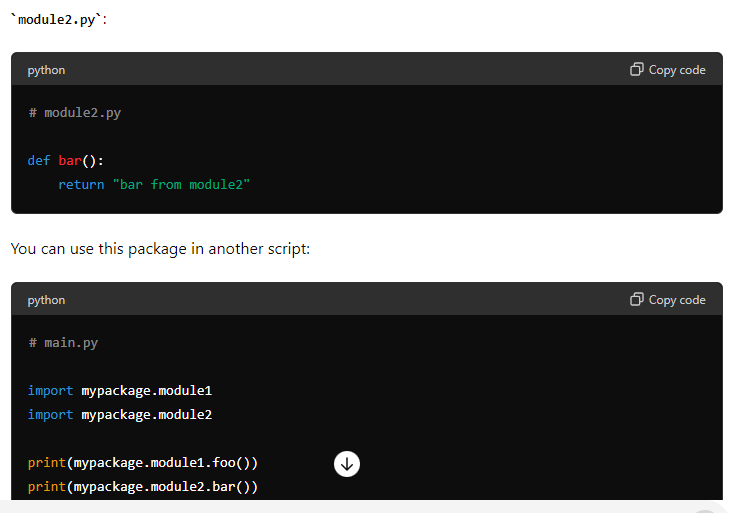 `module2.py`:
python
Copy code
# module2.py
def bar():
    return "bar from module2"
You can use this package in another script:
python
Copy code
# main.py
import mypackage.module1
import mypackage.module2
print(mypackage.module1.foo())
print(mypackage.module2.bar())